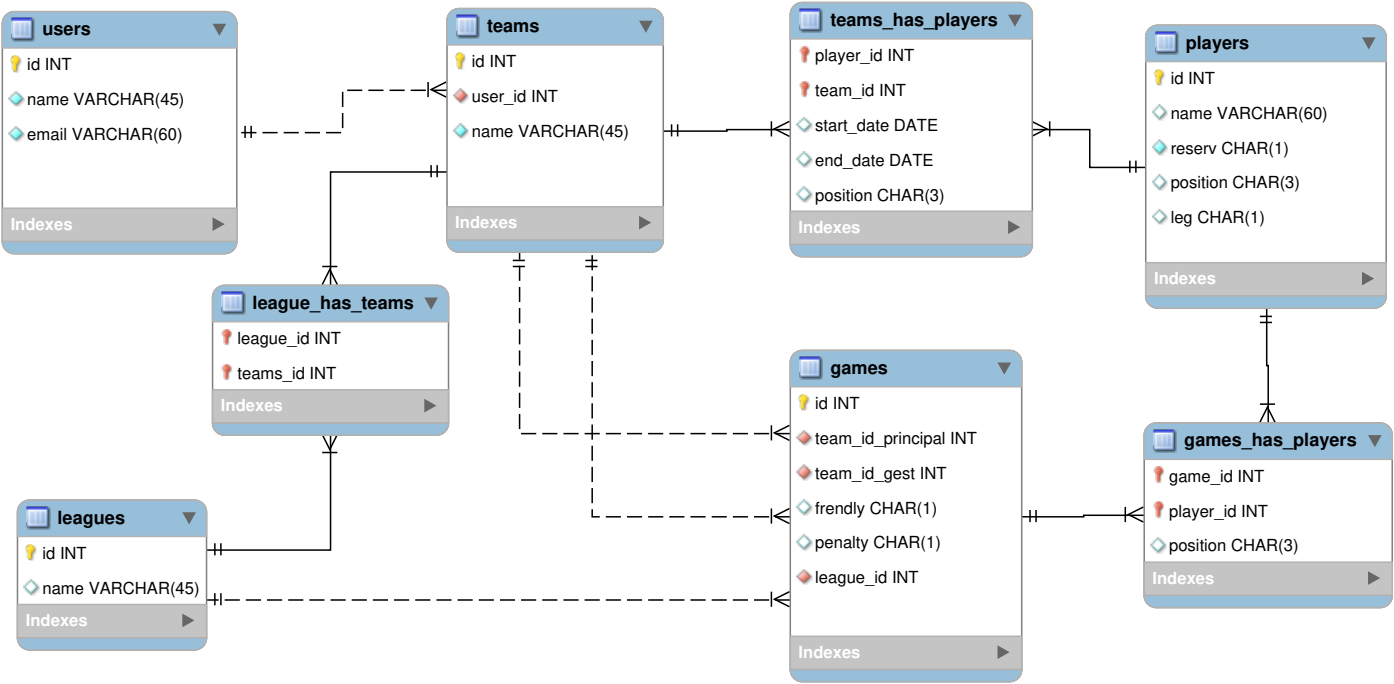 users
id INT
name VARCHAR(45)
email VARCHAR(60)
Indexes
teams
id INT
user_id INT
name VARCHAR(45)
Indexes
teams_has_players
player_id INT
team_id INT
start_date DATE
end_date DATE
position CHAR(3)
Indexes
players
id INT
name VARCHAR(60)
reserv CHAR(1)
position CHAR(3)
leg CHAR(1)
Indexes
league_has_teams
league_id INT
teams_id INT
Indexes
games
id INT
team_id_principal INT
team_id_gest INT
frendly CHAR(1)
penalty CHAR(1)
league_id INT
Indexes
games_has_players
game_id INT
player_id INT
position CHAR(3)
Indexes
leagues
id INT
name VARCHAR(45)
Indexes